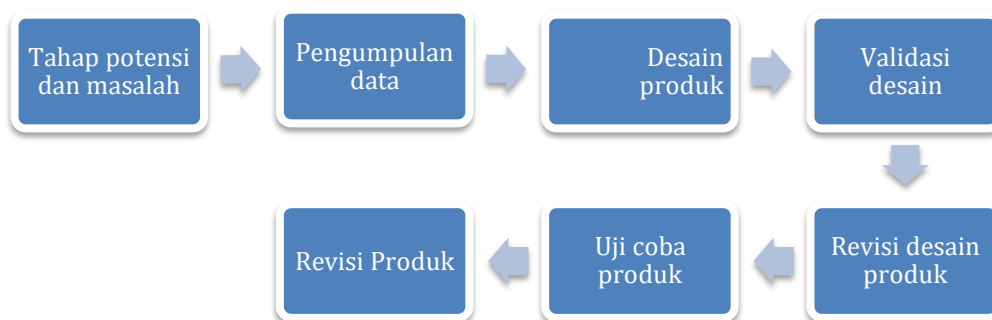 Tahap potensi
dan masalah
Pengumpulan
data
Desain
produk
Validasi
desain
Revisi desain
produk
Uji coba
produk
Revisi Produk